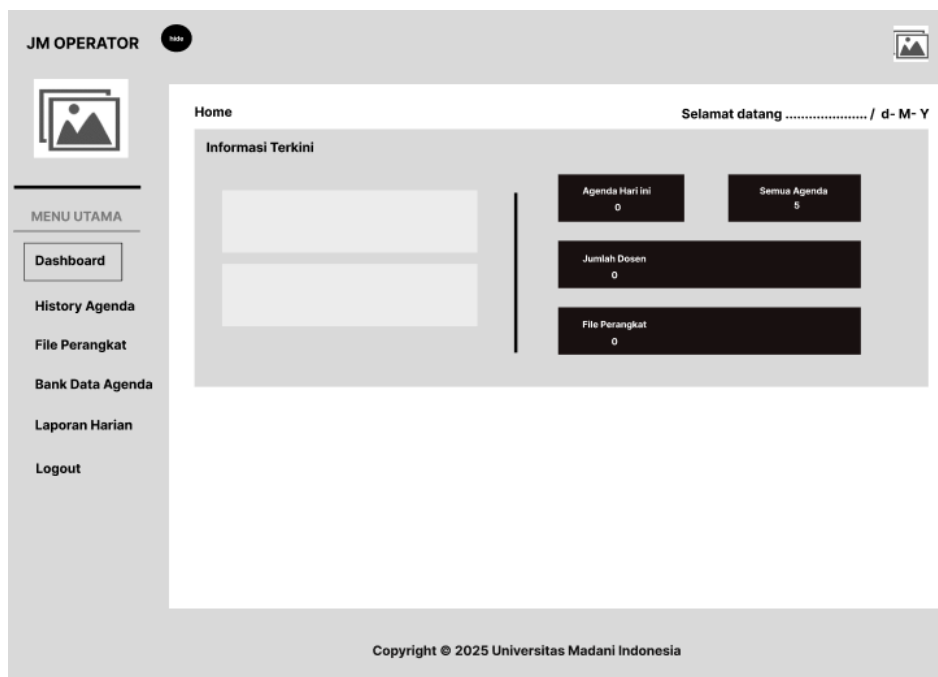 JM OPERATOR
hide
MENU UTAMA
Dashboard
History Agenda
File Perangkat
Bank Data Agenda
Laporan Harian
Logout
Home
Selamat datang ...................... / d- M- Y
Informasi Terkini
Agenda Hari ini
0
Semua Agenda
5
Jumlah Dosen
0
File Perangkat
0
Copyright © 2025 Universitas Madani Indonesia